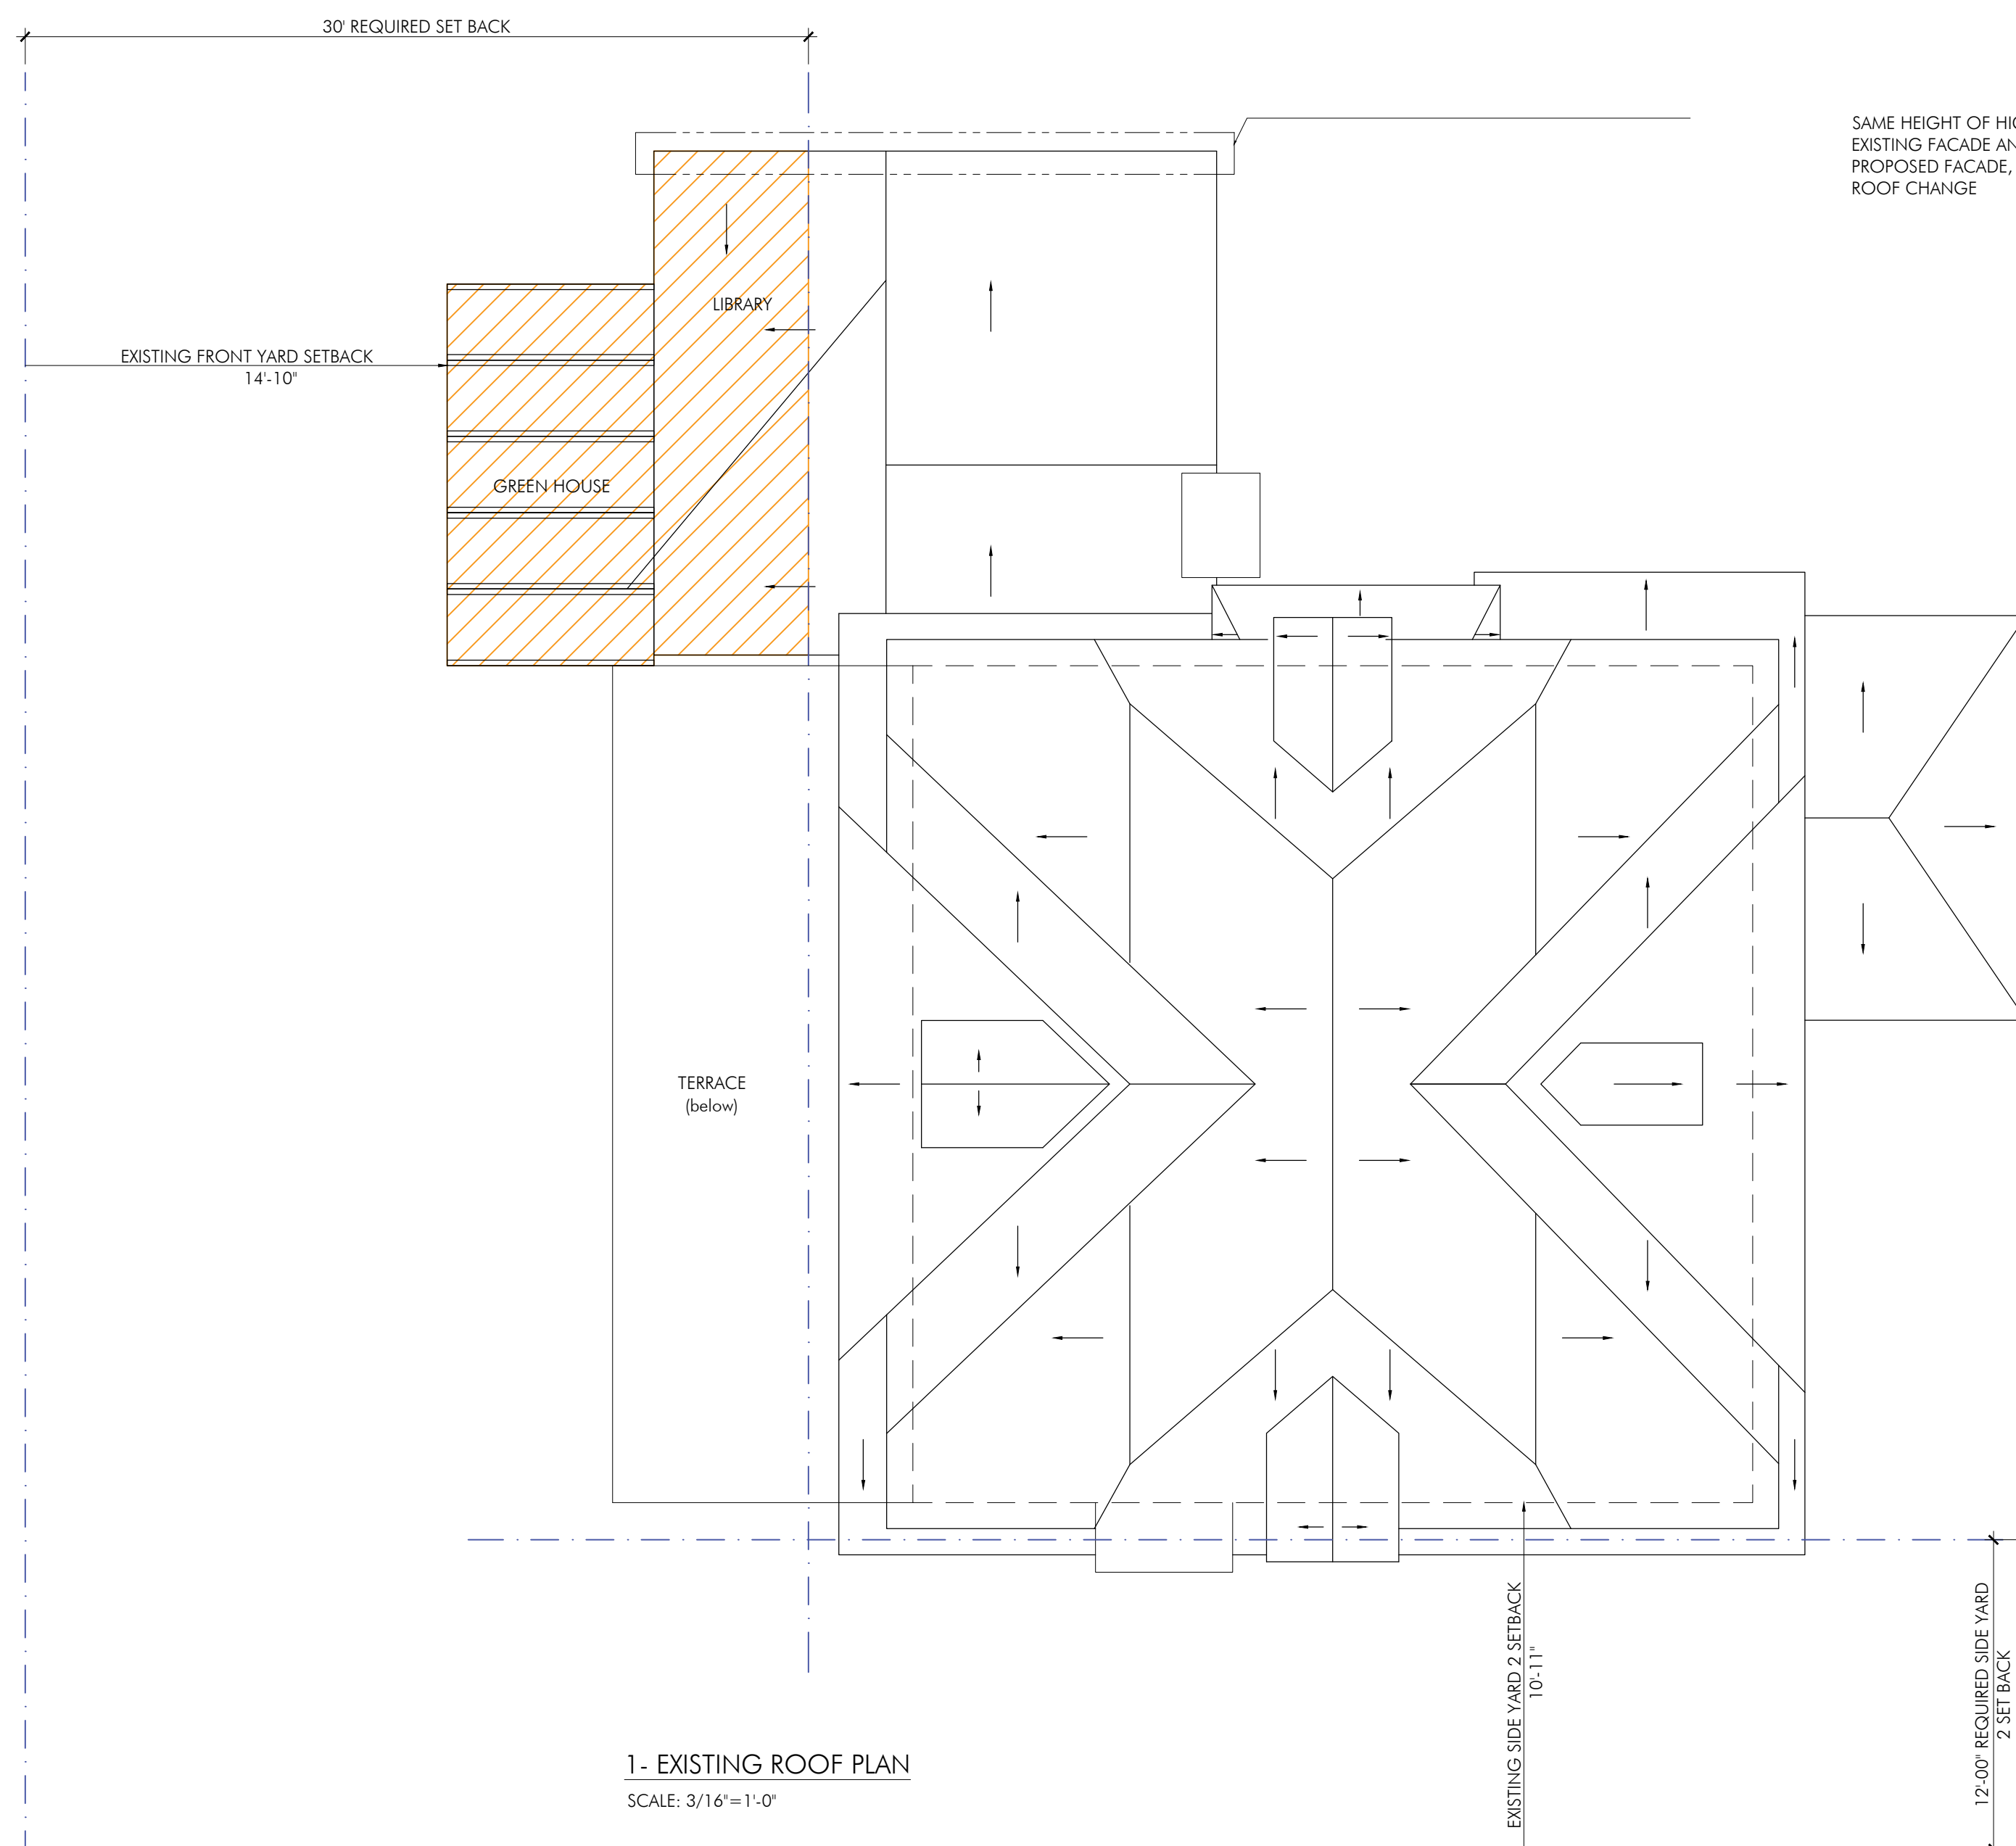 30' REQUIRED SET BACK
SAME HEIGHT OF
EXISTING FACADE
PROPOSED FACADE,
ROOF CHANGE
LIBRARY
EXISTING FRONT YARD SETBACK
14'-10"
GREEN HOUSE
TERRACE
(below)
EXISTING SIDE YARD 2 SETBACK
10'-11"
12'-00" REQUIRED SIDE YARD
2 SET BACK
1- EXISTING ROOF PLAN
SCALE: 3/16"=1'-0"